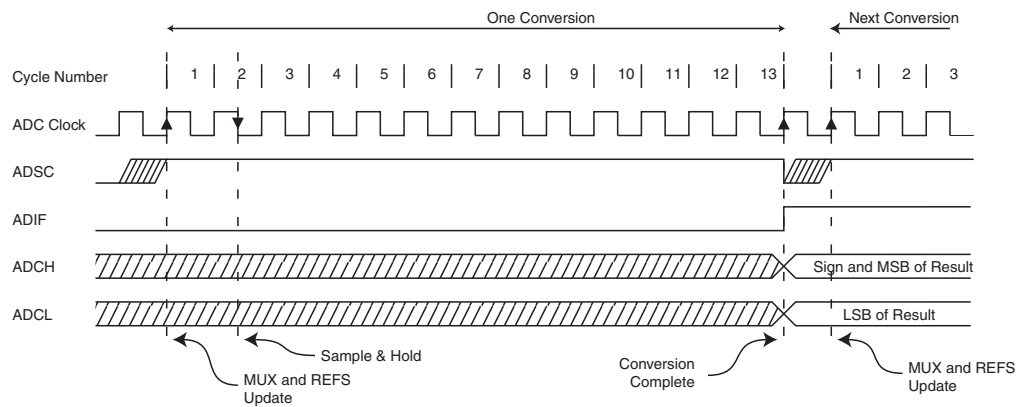 One Conversion
Next Conversion
Cycle Number 1 2 3 4 5 6 7 8 9 10 11 12 13 1 2 3
ADC Clock
ADSC
ADIF
ADCH
Sign and MSB of Result
ADCL
LSB of Result
Sample & Hold
MUX and REFS
Update
Conversion
Complete
MUX and REFS
Update